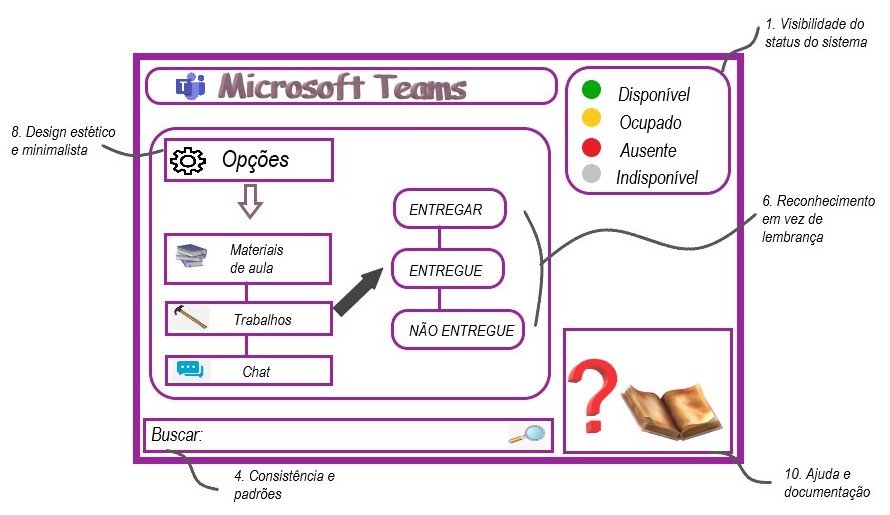 1. Visibilidade do
status do sistema
Microsoft Teams
Disponível
Ocupado
Ausente
Indisponível
8. Design estético
e minimalista
Opções
ENTREGAR
6. Reconhecimento
em vez de
lembrança
Materiais
de aula
ENTREGUE
Trabalhos
NÃO ENTREGUE
Chat
Buscar:
4. Consistência e
padrões
10. Ajuda e
documentação